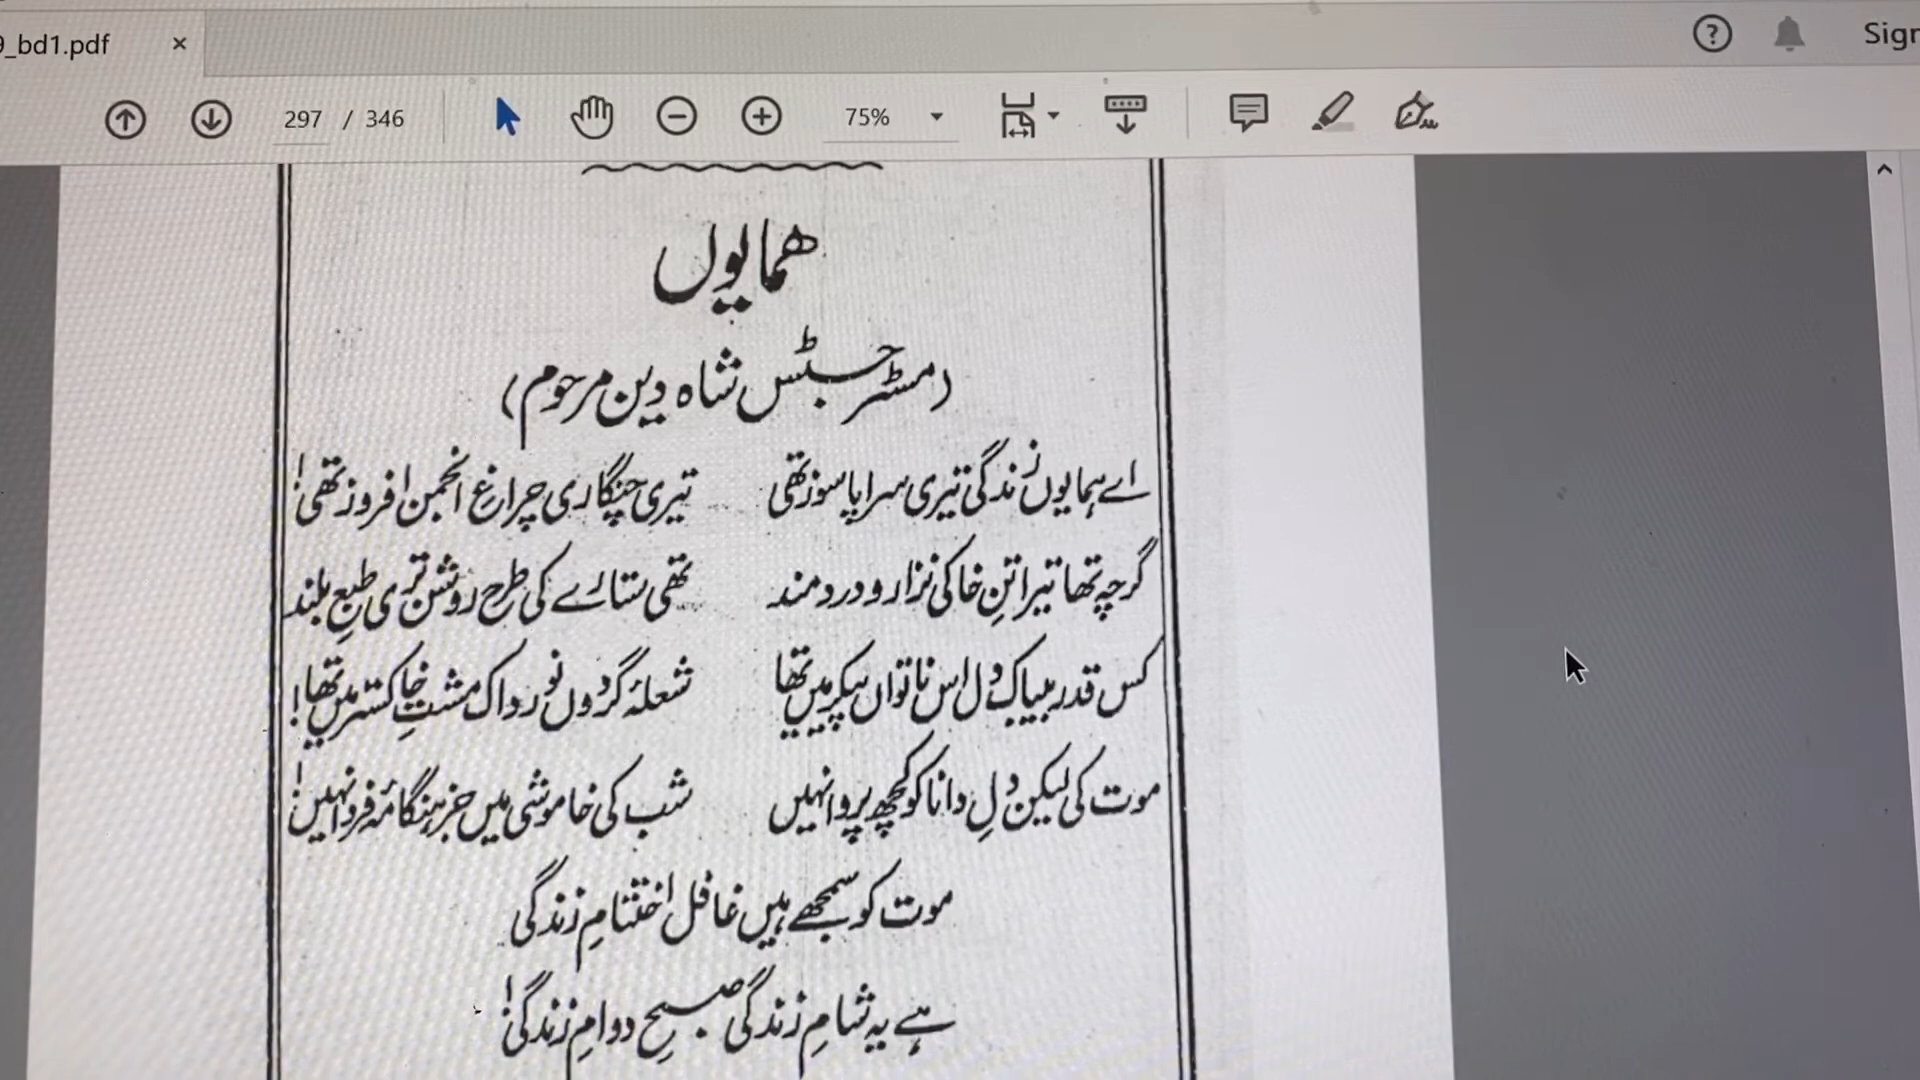 9_bd1.pdf
Sign
297 / 346
75%
ھمایوں
(مسٹر جسٹس شاہ دین مرحوم)
اے ہمایوں زندگی تیری سراپا سوز تھی تیری چنگاری چراغِ انجمن افروز تھی!
گرچہ تھا تیرا تنِ خاکی نزار و دردمند تھی ستارے کی طرح روشن تری طبعِ بلند
کس قدر بیباک دل اس ناتواں پیکر میں تھا شعلۂ گردوں نورد اک مشتِ خاکستر میں تھا!
موت کی لیکن دلِ دانا کو کچھ پروا نہیں شب کی خاموشی میں جز ہنگامۂ فردا نہیں!
موت کو سمجھے ہیں غافل اختتامِ زندگی
ہے یہ شامِ زندگی صبحِ دوامِ زندگی!